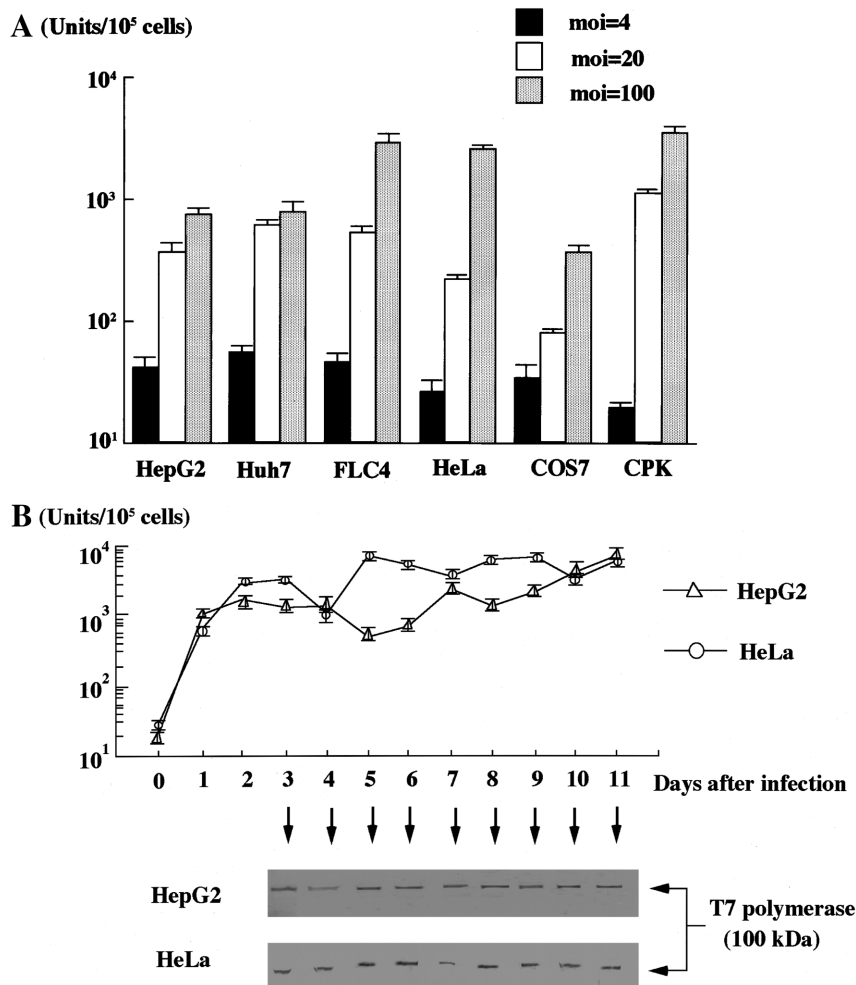 A (Units/10⁵ cells)
moi=4
moi=20
moi=100
10⁴
10³
10²
10¹
HepG2 Huh7 FLC4 HeLa COS7 CPK
B (Units/10⁵ cells)
10⁴
10³
10²
10¹
HepG2
HeLa
0 1 2 3 4 5 6 7 8 9 10 11 Days after infection
HepG2
HeLa
T7 polymerase
(100 kDa)